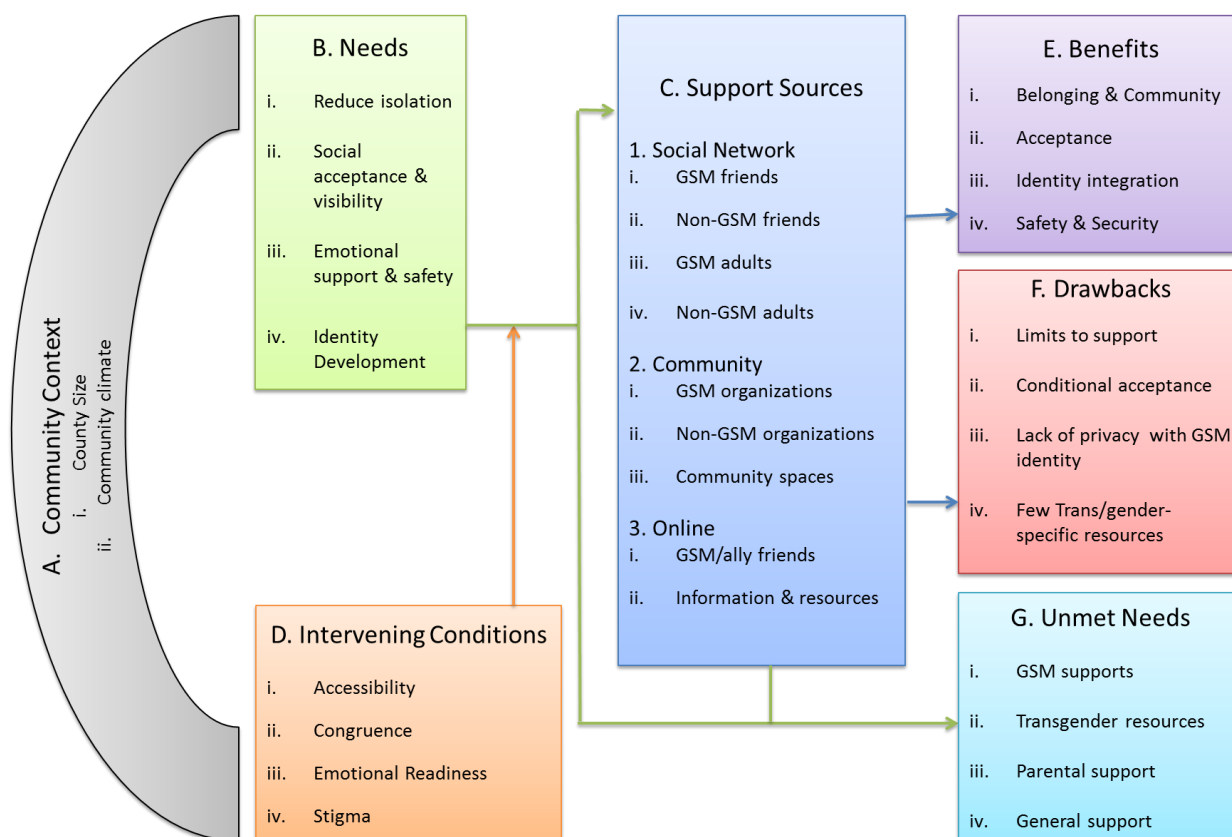 A. Community Context
i. County Size
ii. Community climate
B. Needs
i. Reduce isolation
ii. Social
acceptance &
visibility
iii. Emotional
support & safety
iv. Identity
Development
D. Intervening Conditions
i. Accessibility
ii. Congruence
iii. Emotional Readiness
iv. Stigma
C. Support Sources
1. Social Network
i. GSM friends
ii. Non-GSM friends
iii. GSM adults
iv. Non-GSM adults
2. Community
i. GSM organizations
ii. Non-GSM organizations
iii. Community spaces
3. Online
i. GSM/ally friends
ii. Information & resources
E. Benefits
i. Belonging & Community
ii. Acceptance
iii. Identity integration
iv. Safety & Security
F. Drawbacks
i. Limits to support
ii. Conditional acceptance
iii. Lack of privacy with GSM
identity
iv. Few Trans/gender-
specific resources
G. Unmet Needs
i. GSM supports
ii. Transgender resources
iii. Parental support
iv. General support